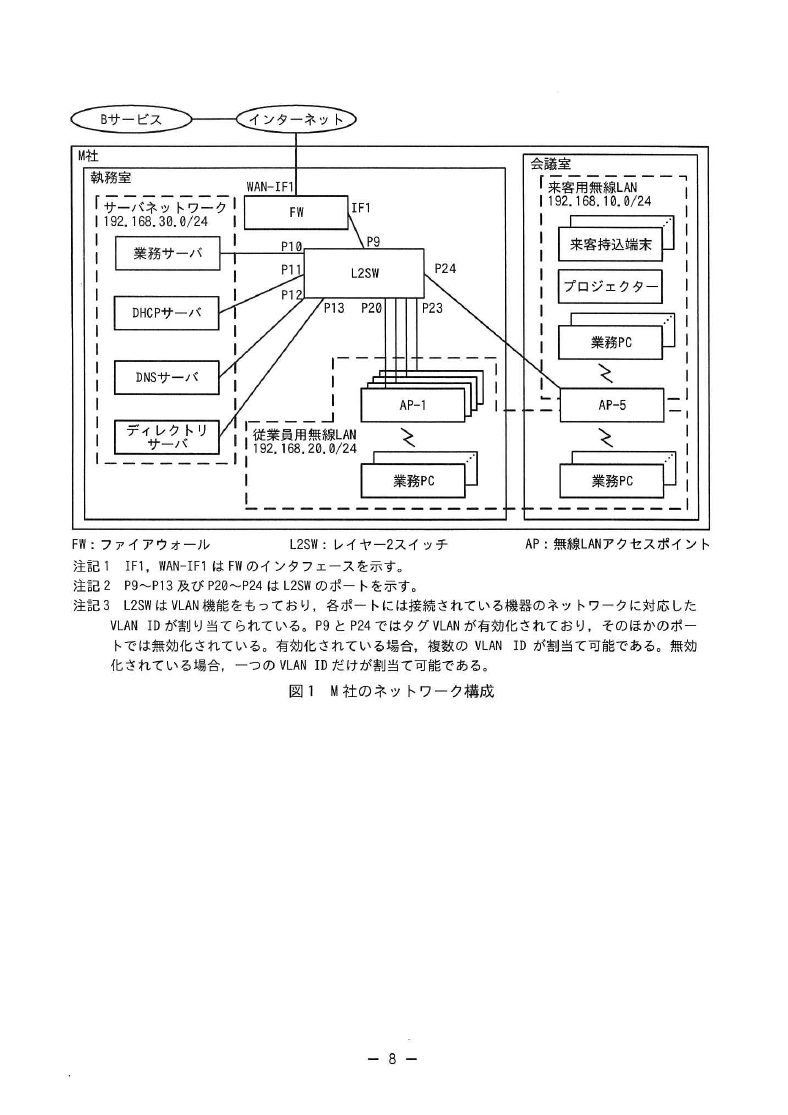 Bサービス
インターネット
M社
執務室
会議室
WAN-IF1
サーバネットワーク
192.168.30.0/24
FW
IF1
来客用無線LAN
192.168.10.0/24
業務サーバ
P10
P9
来客持込端末
P11
L2SW
P24
DHCPサーバ
P12
P13
P20
P23
プロジェクター
業務PC
DNSサーバ
AP-1
AP-5
ディレクトリ
サーバ
従業員用無線LAN
192.168.20.0/24
業務PC
業務PC
FW：ファイアウォール
L2SW：レイヤー2スイッチ
AP：無線LANアクセスポイント
注記1 IF1，WAN-IF1 は FW のインタフェースを示す。
注記2 P9～P13 及び P20～P24 は L2SW のポートを示す。
注記3 L2SW は VLAN 機能をもっており，各ポートには接続されている機器のネットワークに対応した
VLAN ID が割り当てられている。P9 と P24 ではタグ VLAN が有効化されており，そのほかのポー
トでは無効化されている。有効化されている場合，複数の VLAN ID が割当て可能である。無効
化されている場合，一つの VLAN ID だけが割当て可能である。
図1 M 社のネットワーク構成
－ 8 －